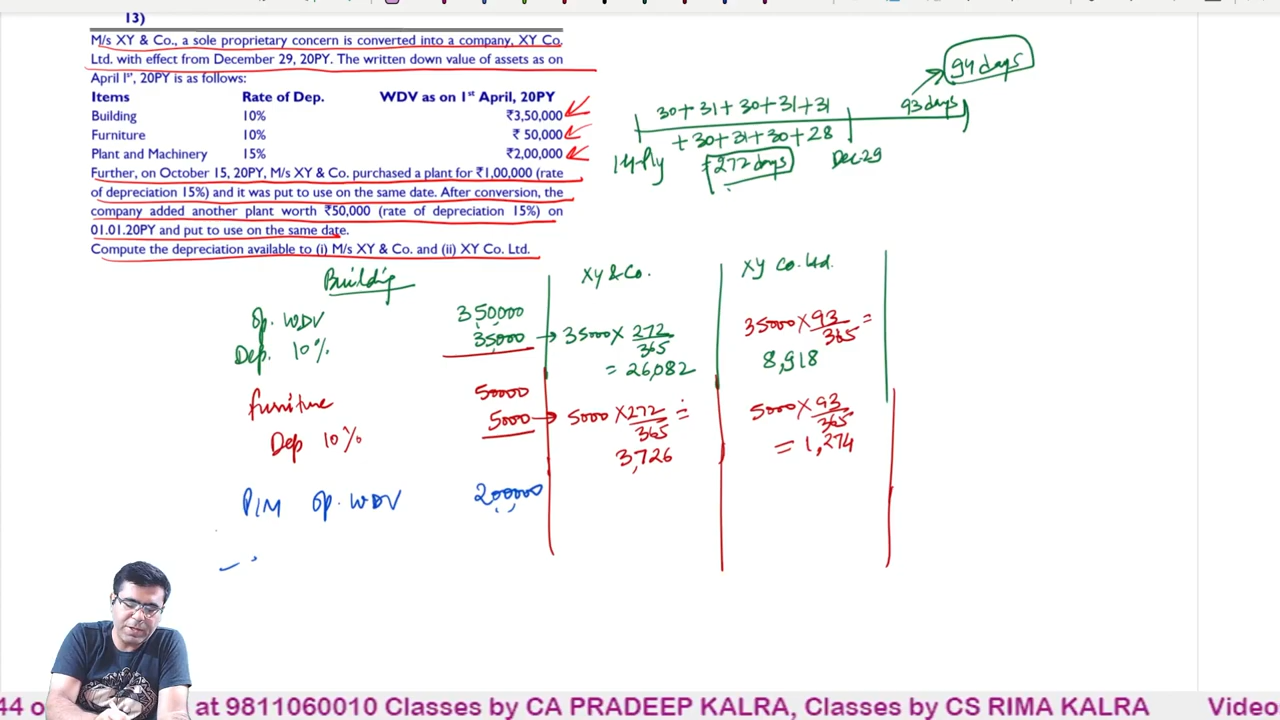 13)
M/s XY & Co., a sole proprietary concern is converted into a company, XY Co.
Ltd. with effect from December 29, 20PY. The written down value of assets as on
April 1st, 20PY is as follows:
Items Rate of Dep. WDV as on 1st April, 20PY
Building 10% ₹3,50,000
Furniture 10% ₹ 50,000
Plant and Machinery 15% ₹2,00,000
Further, on October 15, 20PY, M/s XY & Co. purchased a plant for ₹1,00,000 (rate
of depreciation 15%) and it was put to use on the same date. After conversion, the
company added another plant worth ₹50,000 (rate of depreciation 15%) on
01.01.20PY and put to use on the same date.
Compute the depreciation available to (i) M/s XY & Co. and (ii) XY Co. Ltd.
94 days
30+31+30+31+31 93 days
+30+31+30+28
272 days Dec-29
Building XY & Co. XY Co. Ltd.
Op. WDV 3,50,000
Dep. 10% 35,000 → 35000 × 272/365 35000 × 93/365 =
= 26,082 8,918
Furniture 50000
Dep 10% 5000 → 5000 × 272/365 = 5000 × 93/365
3,726 = 1,274
P/M Op. WDV 2,00,000
at 9811060010 Classes by CA PRADEEP KALRA, Classes by CS RIMA KALRA Video